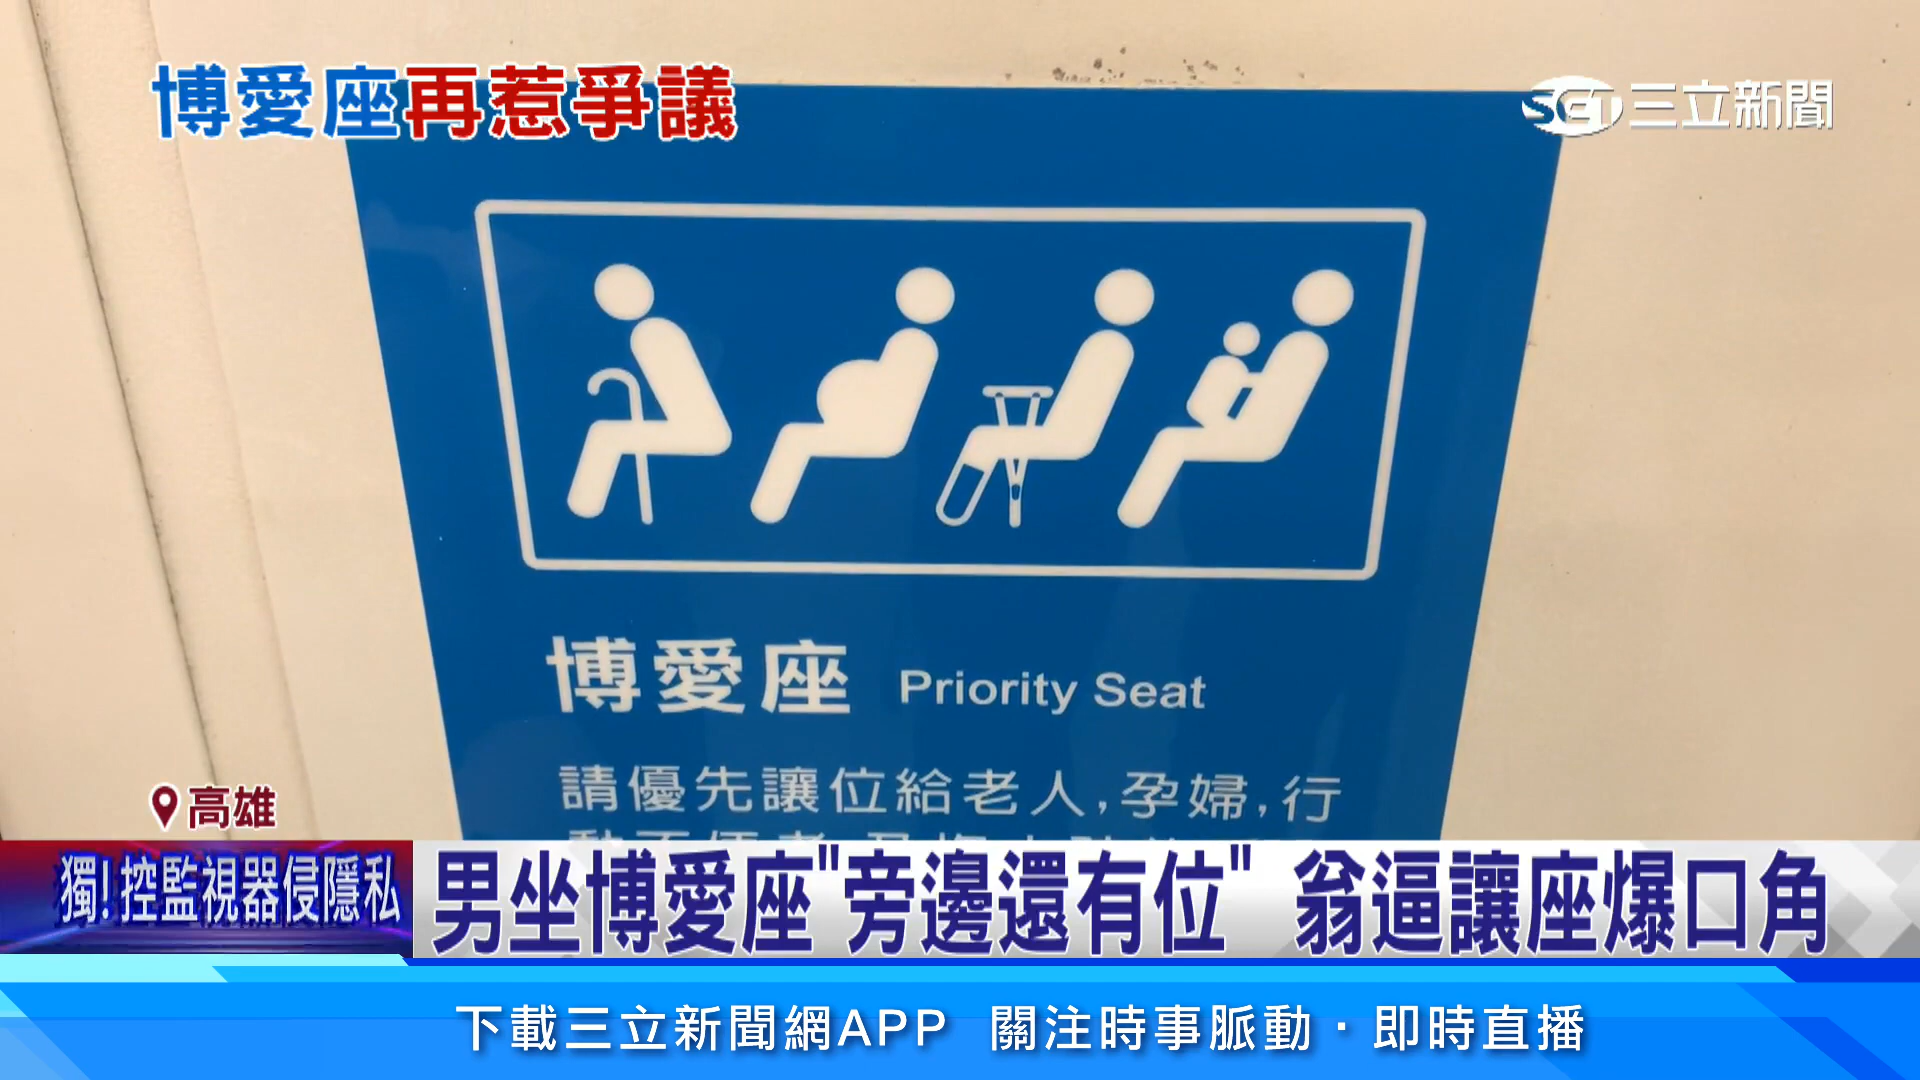 博愛座再惹爭議
SET三立新聞
博愛座 Priority Seat
請優先讓位給老人,孕婦,行
高雄
獨!控監視器侵隱私
男坐博愛座"旁邊還有位" 翁逼讓座爆口角
下載三立新聞網APP 關注時事脈動·即時直播